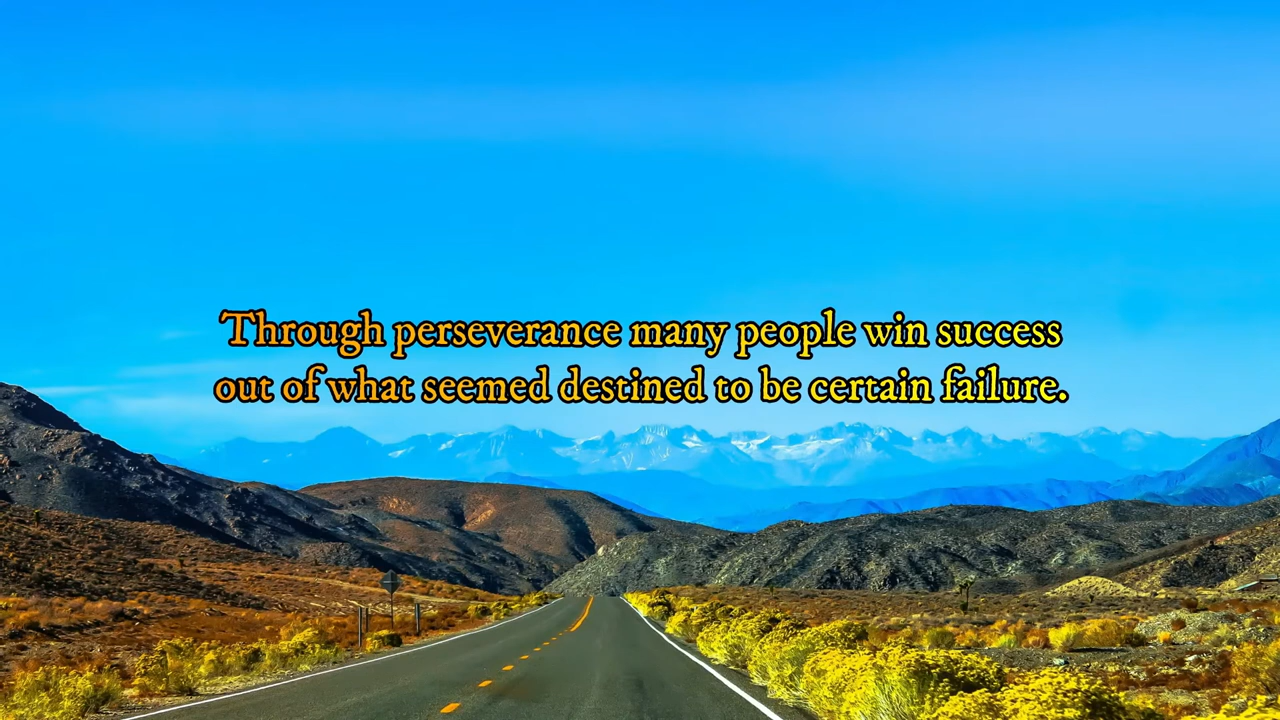 Through perseverance many people win success
out of what seemed destined to be certain failure.